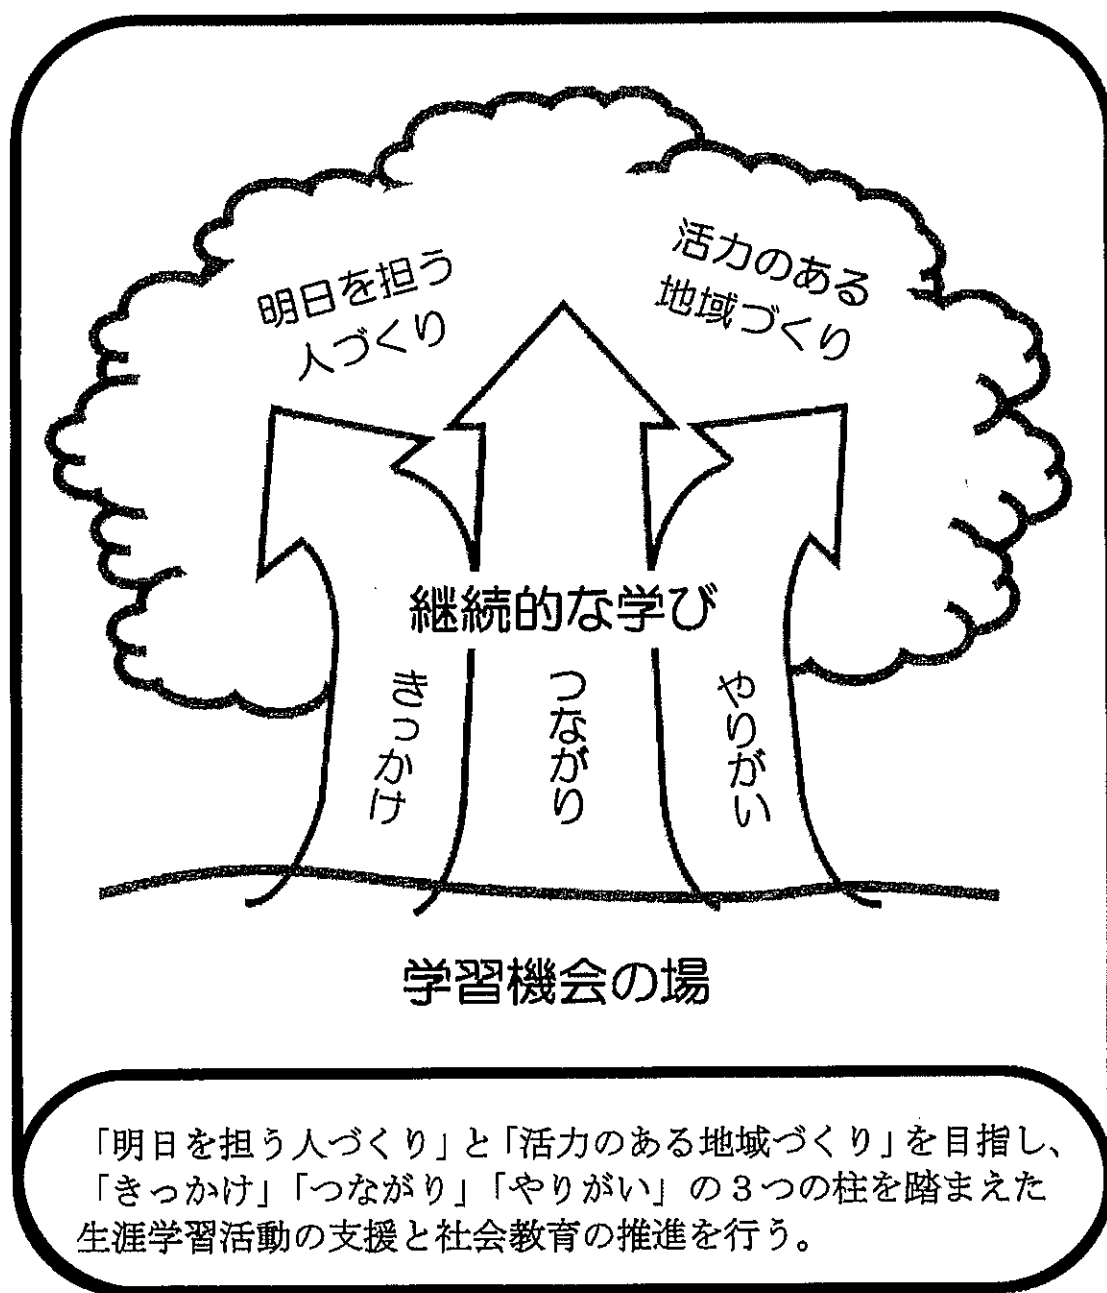 明日を担う
人づくり
活力のある
地域づくり
継続的な学び
きっかけ
つながり
やりがい
学習機会の場
「明日を担う人づくり」と「活力のある地域づくり」を目指し、
「きっかけ」「つながり」「やりがい」の３つの柱を踏まえた
生涯学習活動の支援と社会教育の推進を行う。